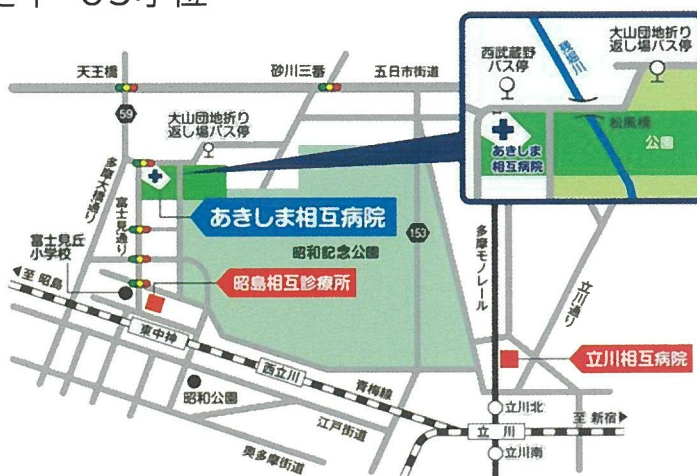 天王橋
砂川三番
五日市街道
西武蔵野
バス停
大山団地折り
返し場バス停
残堀川
松風橋
公園
あきしま
相互病院
59
大山団地折り
返し場バス停
多摩大橋通り
富士見通り
あきしま相互病院
昭和記念公園
153
多摩モノレール
立川通り
富士見丘
小学校
至 昭島
昭島相互診療所
東中神
西立川
青梅線
昭和公園
江戸街道
奥多摩街道
立川相互病院
立川北
至 新宿
立川
立川南